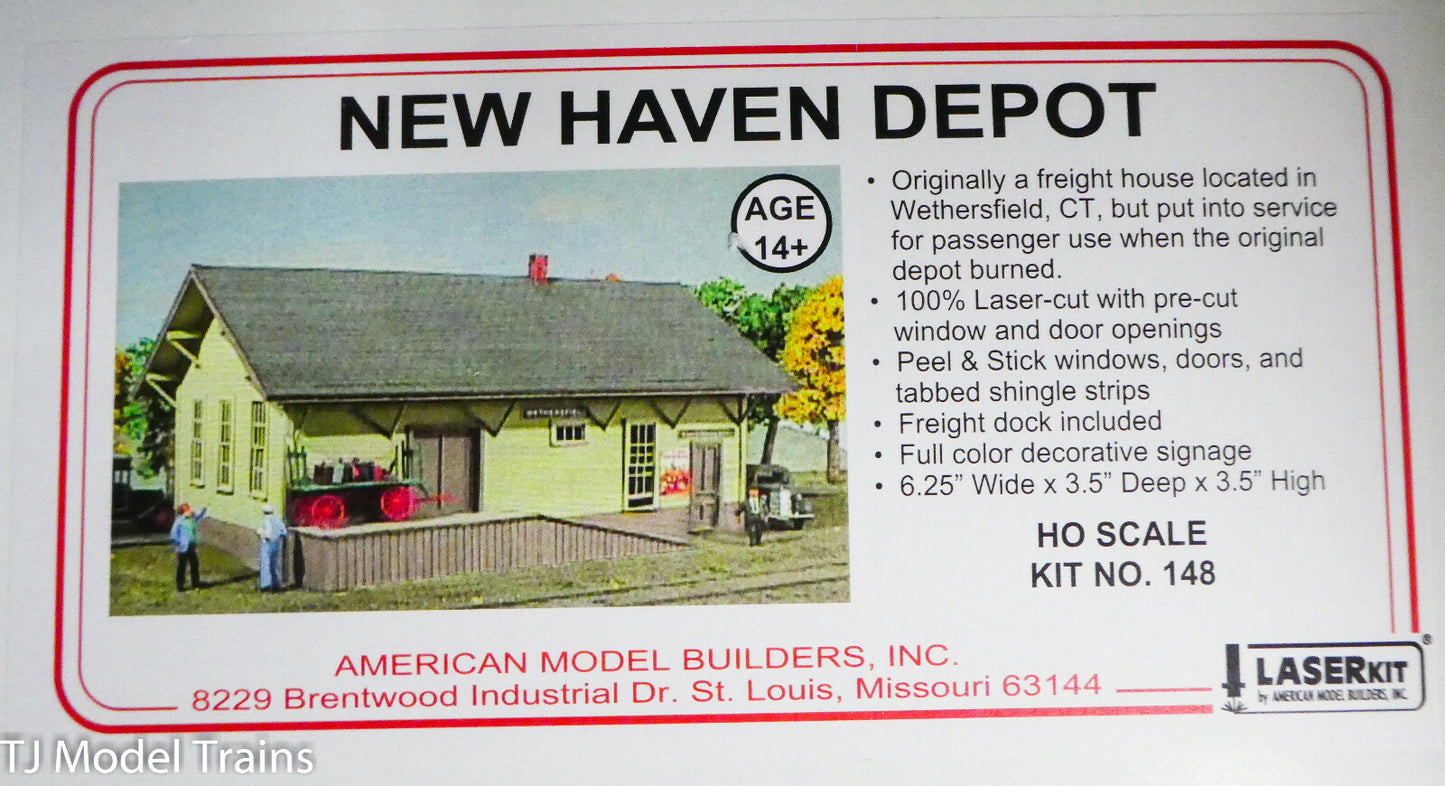 NEW HAVEN DEPOT
AGE
14+
WETHERSFIELD
• Originally a freight house located in
Wethersfield, CT, but put into service
for passenger use when the original
depot burned.
• 100% Laser-cut with pre-cut
window and door openings
• Peel & Stick windows, doors, and
tabbed shingle strips
• Freight dock included
• Full color decorative signage
• 6.25” Wide x 3.5” Deep x 3.5” High
HO SCALE
KIT NO. 148
AMERICAN MODEL BUILDERS, INC.
8229 Brentwood Industrial Dr. St. Louis, Missouri 63144
LASERKIT®
by AMERICAN MODEL BUILDERS, INC.
TJ Model Trains